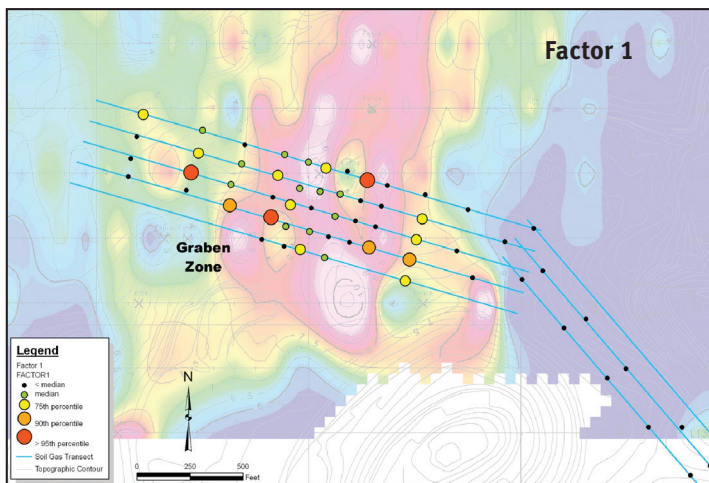 Factor 1
Graben
Zone
Legend
Factor 1
FACTOR1
< median
median
75th percentile
90th percentile
> 95th percentile
Soil Gas Transect
Topographic Contour
N
0 250 500
Feet